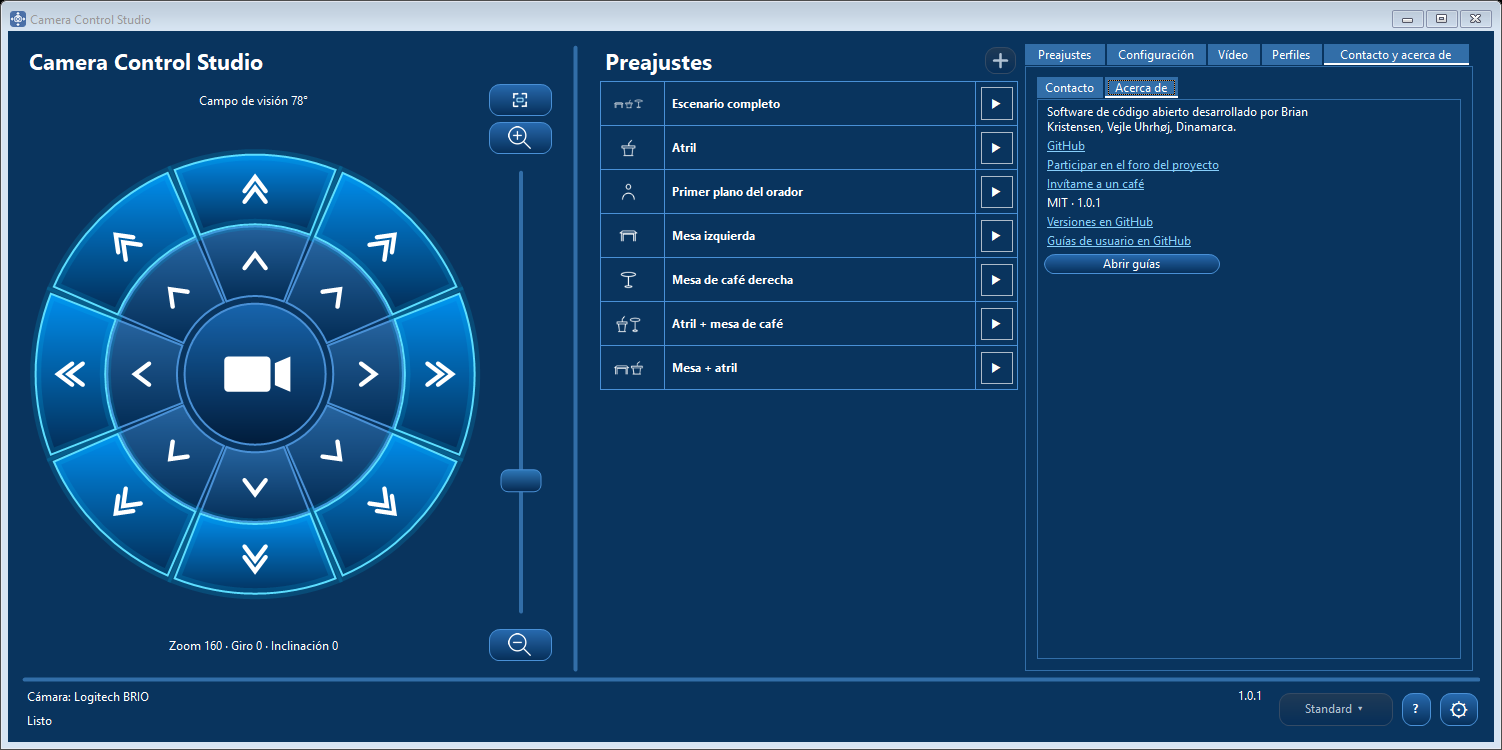 Camera Control Studio
Camera Control Studio
Campo de visión 78°
Zoom 160 · Giro 0 · Inclinación 0
Preajustes
Escenario completo
Atril
Primer plano del orador
Mesa izquierda
Mesa de café derecha
Atril + mesa de café
Mesa + atril
Preajustes
Configuración
Vídeo
Perfiles
Contacto y acerca de
Contacto
Acerca de
Software de código abierto desarrollado por Brian
Kristensen, Vejle Uhrhøj, Dinamarca.
GitHub
Participar en el foro del proyecto
Invítame a un café
MIT · 1.0.1
Versiones en GitHub
Guías de usuario en GitHub
Abrir guías
Cámara: Logitech BRIO
Listo
1.0.1
Standard
?